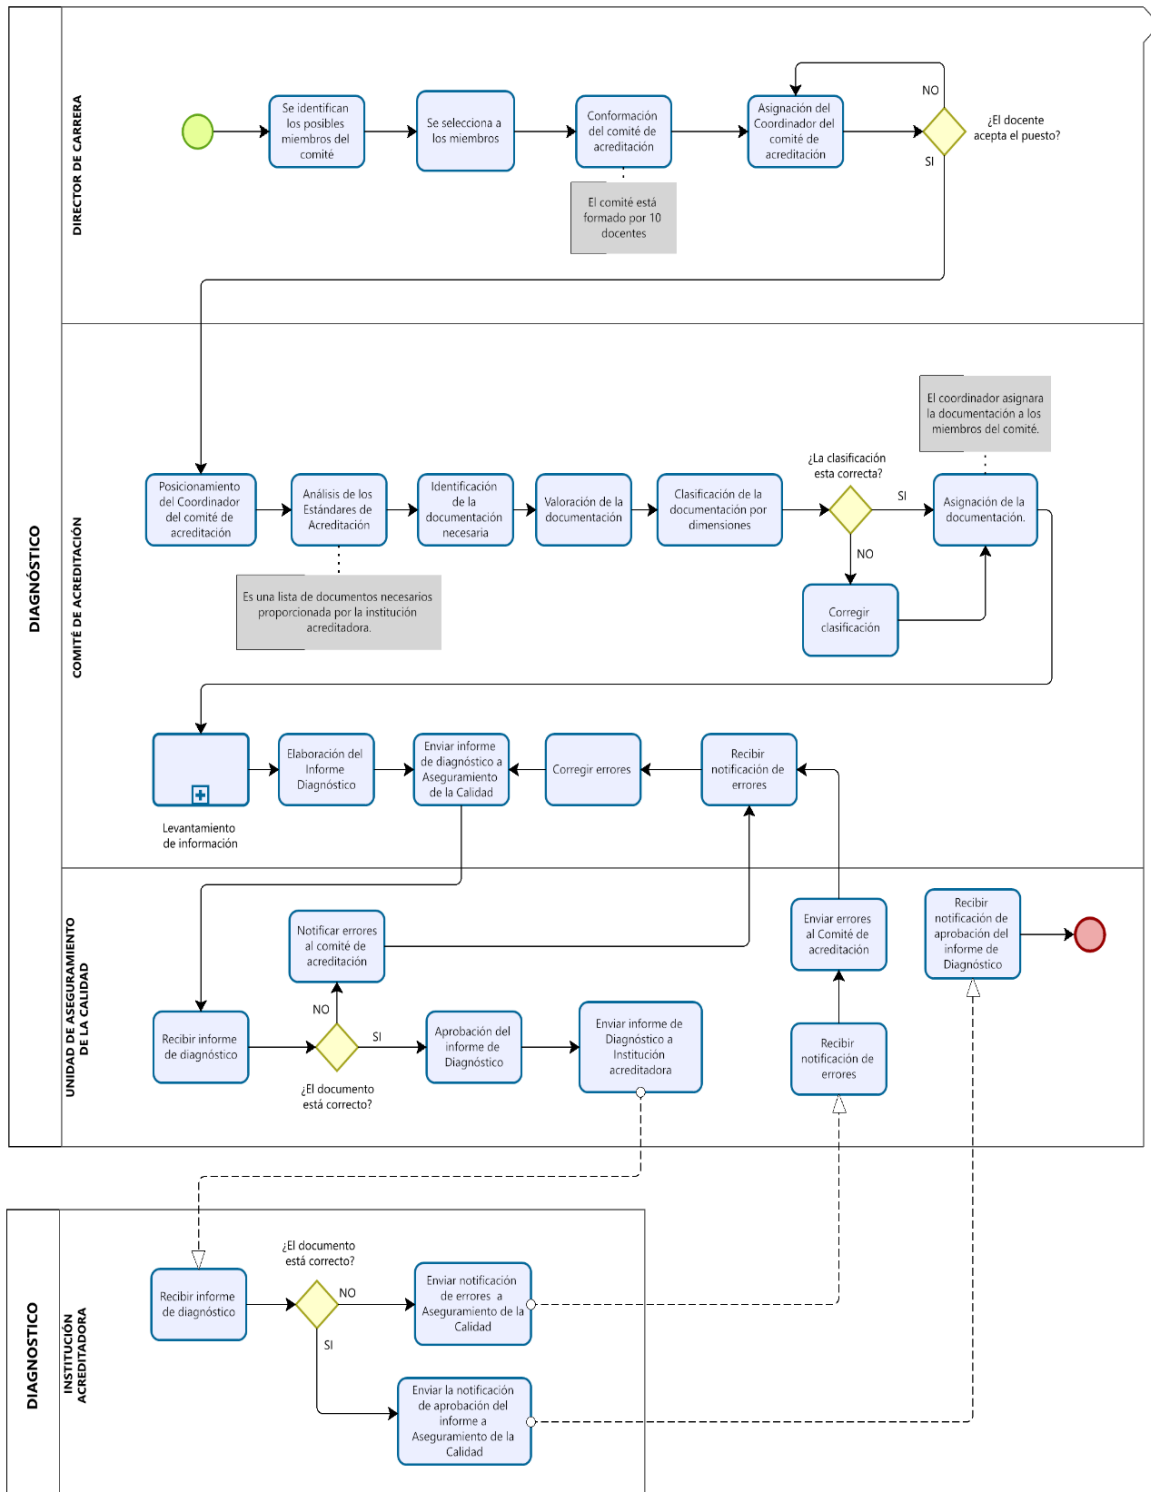 DIAGNÓSTICO
DIRECTOR DE CARRERA
Se identifican
los posibles
miembros del
comité
Se selecciona a
los miembros
Conformación
del comité de
acreditación
El comité está
formado por 10
docentes
Asignación del
Coordinador del
comité de
acreditación
NO
¿El docente
acepta el puesto?
SI
COMITÉ DE ACREDITACIÓN
Posicionamiento
del Coordinador
del comité de
acreditación
Análisis de los
Estándares de
Acreditación
Es una lista de documentos necesarios
proporcionada por la institución
acreditadora.
Identificación
de la
documentación
necesaria
Valoración de la
documentación
Clasificación de la
documentación por
dimensiones
¿La clasificación
esta correcta?
SI
NO
Corregir
clasificación
El coordinador asignara
la documentación a los
miembros del comité.
Asignación de la
documentación.
Levantamiento
de información
Elaboración del
Informe
Diagnóstico
Enviar informe
de diagnóstico a
Aseguramiento
de la Calidad
Corregir errores
Recibir
notificación de
errores
UNIDAD DE ASEGURAMIENTO
DE LA CALIDAD
Recibir informe
de diagnóstico
Notificar errores
al comité de
acreditación
NO
SI
¿El documento
está correcto?
Aprobación del
informe de
Diagnóstico
Enviar informe de
Diagnóstico a
Institución
acreditadora
Enviar errores
al Comité de
acreditación
Recibir
notificación de
errores
Recibir
notificación de
aprobación del
informe de
Diagnóstico
DIAGNOSTICO
INSTITUCIÓN
ACREDITADORA
Recibir informe
de diagnóstico
¿El documento
está correcto?
NO
SI
Enviar notificación
de errores a
Aseguramiento de la
Calidad
Enviar la notificación
de aprobación del
informe a
Aseguramiento de la
Calidad